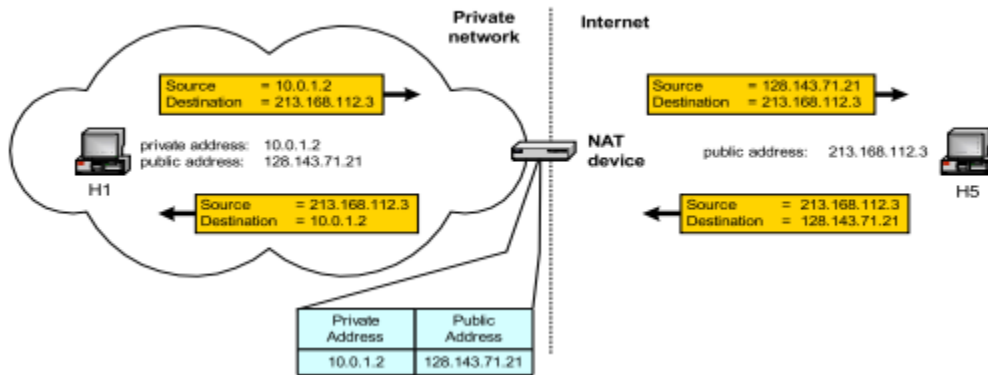 Private network
Internet
Source = 10.0.1.2
Destination = 213.168.112.3
Source = 128.143.71.21
Destination = 213.168.112.3
private address: 10.0.1.2
public address: 128.143.71.21
H1
NAT device
public address: 213.168.112.3
H5
Source = 213.168.112.3
Destination = 10.0.1.2
Source = 213.168.112.3
Destination = 128.143.71.21
Private Address
Public Address
10.0.1.2
128.143.71.21